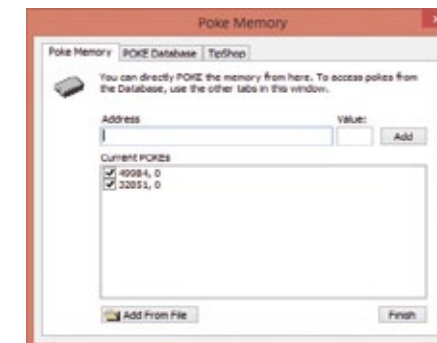 Poke Memory
Poke Memory POKE Database TipShop
You can directly POKE the memory from here. To access pokes from
the Database, use the other tabs in this window.
Address Value:
Add
Current POKEs
49984, 0
32851, 0
Add From File Finish